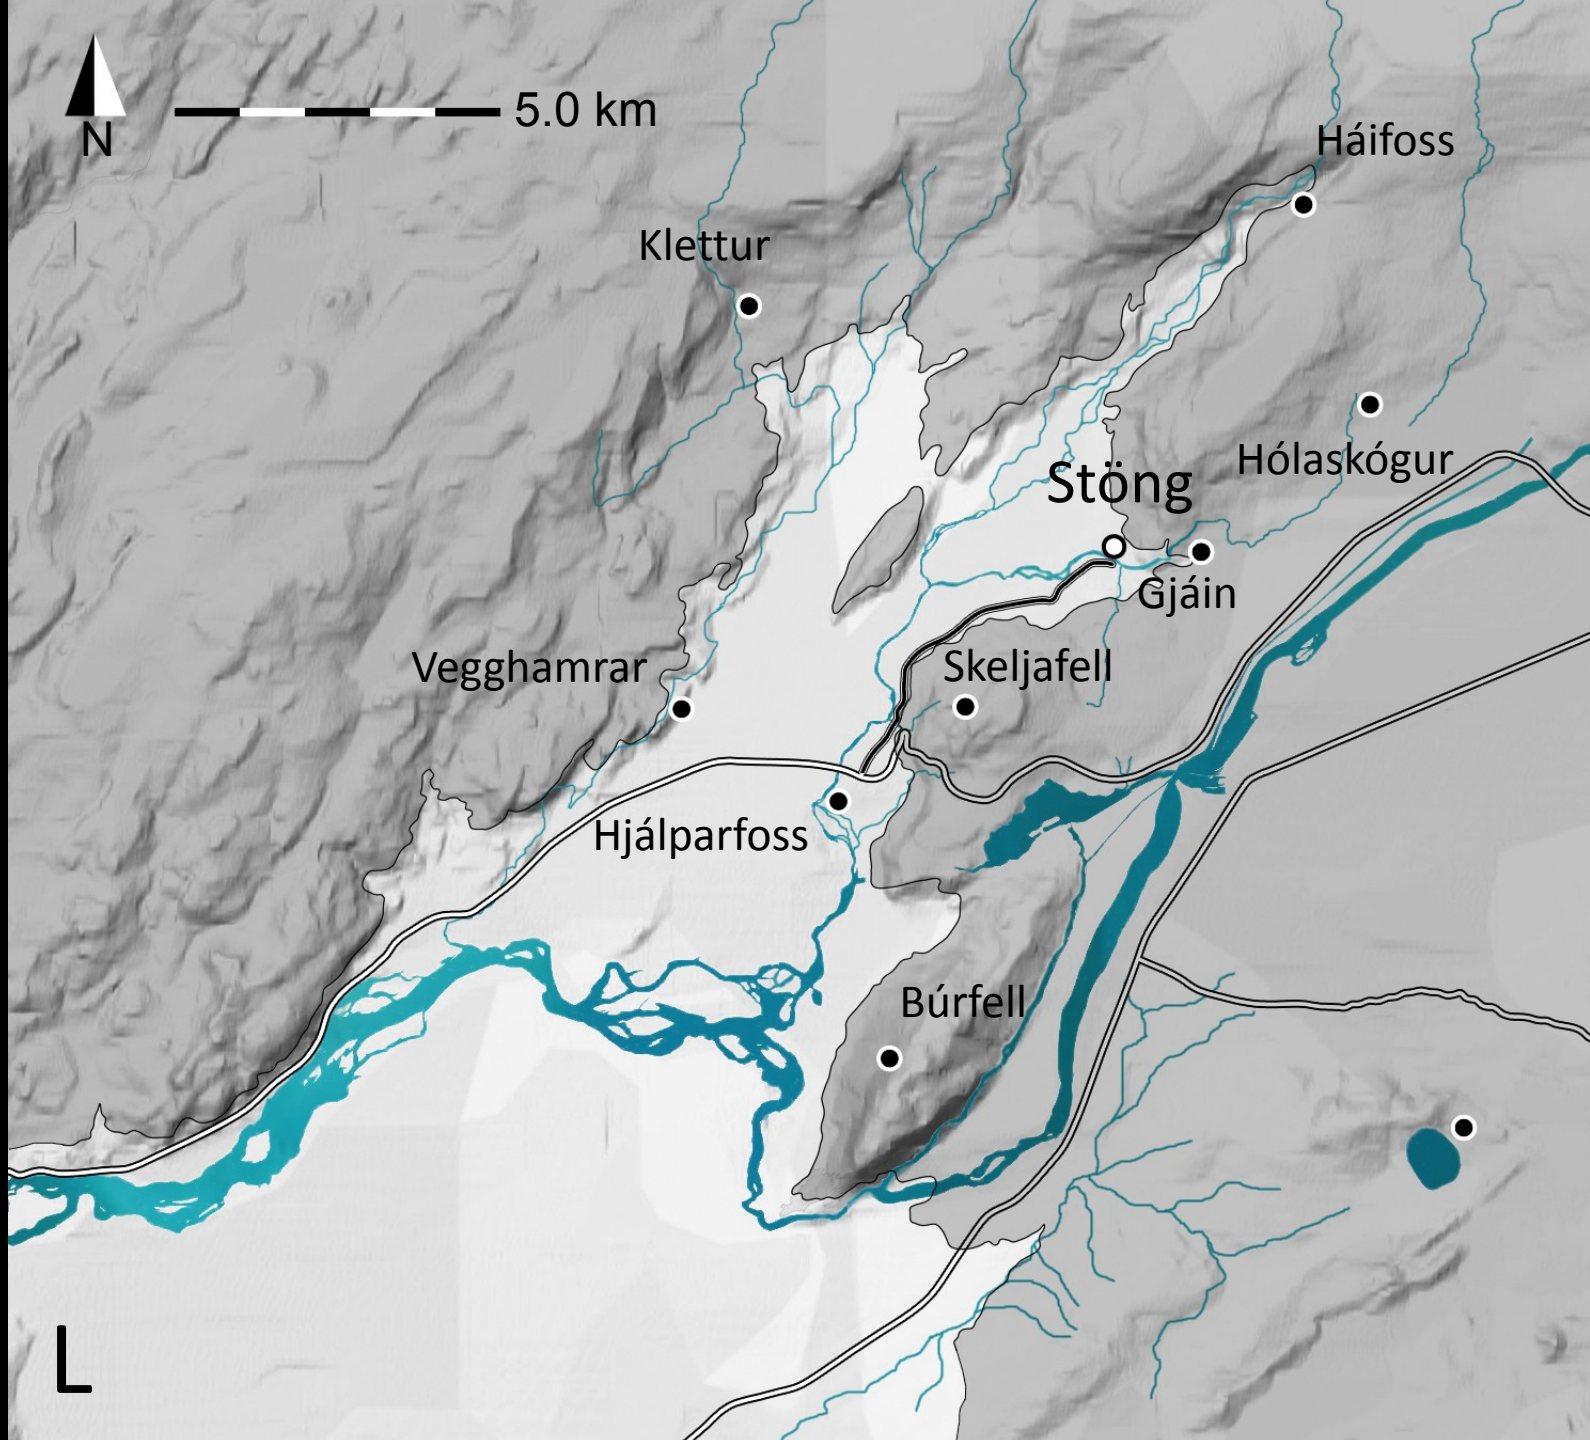 5.0 km
N
Háifoss
Klettur
Hólaskógur
Stöng
Gjáin
Vegghamrar
Skeljafell
Hjálparfoss
Búrfell
L